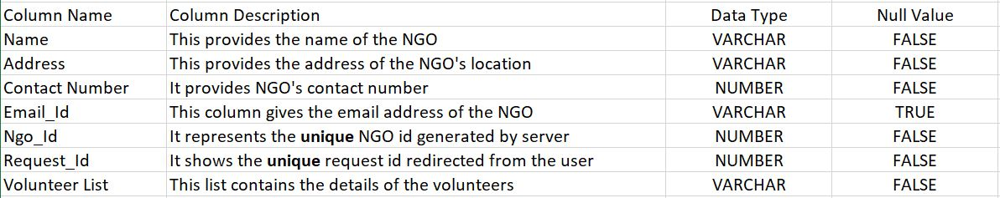 Column Name Column Description Data Type Null Value
Name This provides the name of the NGO VARCHAR FALSE
Address This provides the address of the NGO's location VARCHAR FALSE
Contact Number It provides NGO's contact number NUMBER FALSE
Email_Id This column gives the email address of the NGO VARCHAR TRUE
Ngo_Id It represents the unique NGO id generated by server NUMBER FALSE
Request_Id It shows the unique request id redirected from the user NUMBER FALSE
Volunteer List This list contains the details of the volunteers VARCHAR FALSE